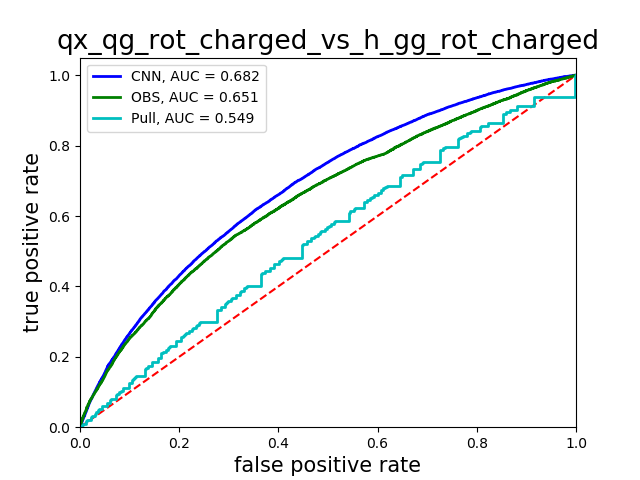 qx_qg_rot_charged_vs_h_gg_rot_charged
CNN, AUC = 0.682
OBS, AUC = 0.651
Pull, AUC = 0.549
1.0
0.8
0.6
0.4
0.2
0.0
true positive rate
0.0 0.2 0.4 0.6 0.8 1.0
false positive rate